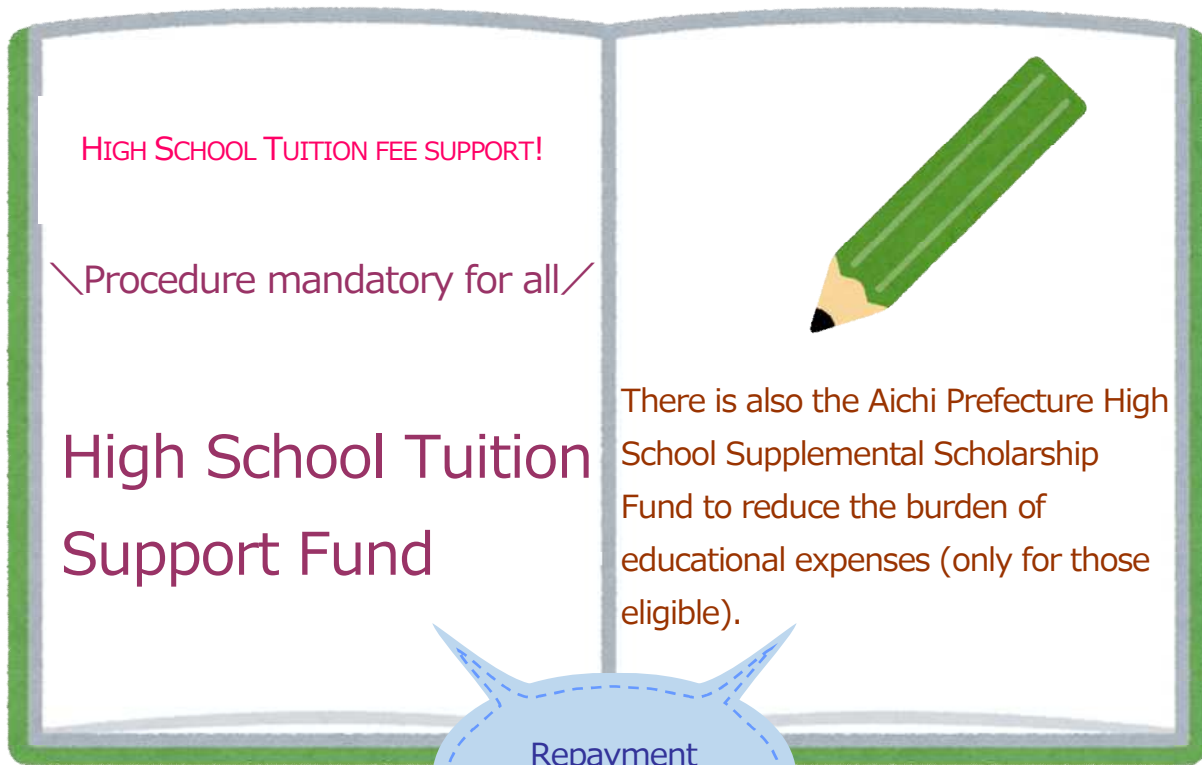 HIGH SCHOOL TUITION FEE SUPPORT!
＼Procedure mandatory for all／
High School Tuition
Support Fund
There is also the Aichi Prefecture High
School Supplemental Scholarship
Fund to reduce the burden of
educational expenses (only for those
eligible).
Repayment